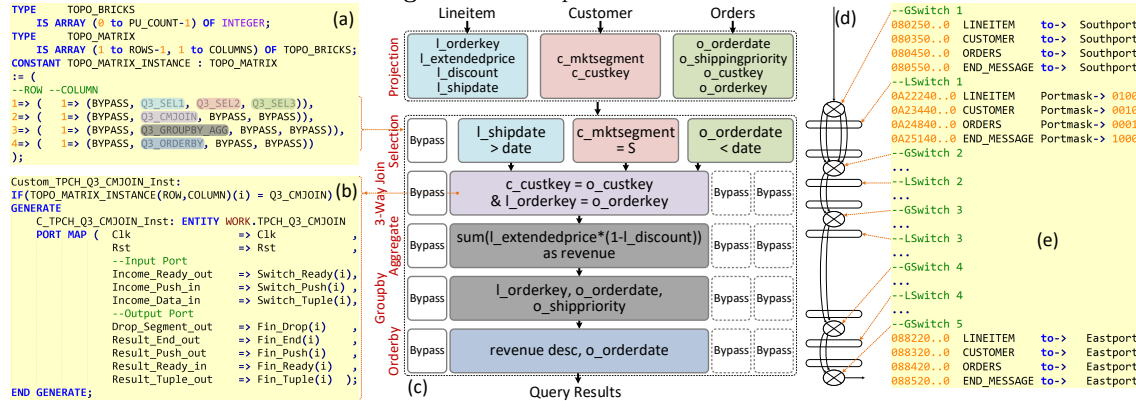 TYPE TOPO_BRICKS
IS ARRAY (0 to PU_COUNT-1) OF INTEGER;
TYPE TOPO_MATRIX
IS ARRAY (1 to ROWS-1, 1 to COLUMNS) OF TOPO_BRICKS;
CONSTANT TOPO_MATRIX_INSTANCE : TOPO_MATRIX
:= (
--ROW --COLUMN
1=> ( 1=> (BYPASS, Q3_SEL1, Q3_SEL2, Q3_SEL3)),
2=> ( 1=> (BYPASS, Q3_CMJOIN, BYPASS, BYPASS)),
3=> ( 1=> (BYPASS, Q3_GROUPBY_AGG, BYPASS, BYPASS)),
4=> ( 1=> (BYPASS, Q3_ORDERBY, BYPASS, BYPASS))
);
(a)
Custom_TPCH_Q3_CMJOIN_Inst:
IF(TOPO_MATRIX_INSTANCE(ROW,COLUMN)(i) = Q3_CMJOIN)
GENERATE
C_TPCH_Q3_CMJOIN_Inst: ENTITY WORK.TPCH_Q3_CMJOIN
PORT MAP ( Clk => Clk ,
Rst => Rst ,
--Input Port
Income_Ready_out => Switch_Ready(i),
Income_Push_in => Switch_Push(i) ,
Income_Data_in => Switch_Tuple(i),
--Output Port
Drop_Segment_out => Fin_Drop(i) ,
Result_End_out => Fin_End(i) ,
Result_Push_out => Fin_Push(i) ,
Result_Ready_in => Fin_Ready(i) ,
Result_Tuple_out => Fin_Tuple(i) );
END GENERATE;
(b)
Lineitem Customer Orders
Projection
l_orderkey
l_extendedprice
l_discount
l_shipdate
c_mktsegment
c_custkey
o_orderdate
o_shippingpriority
o_custkey
o_orderkey
Selection
Bypass
l_shipdate
> date
c_mktsegment
= S
o_orderdate
< date
3-Way Join
Bypass
c_custkey = o_custkey
& l_orderkey = o_orderkey
Bypass Bypass
Aggregate
Bypass
sum(l_extendedprice*(1-l_discount))
as revenue
Bypass Bypass
Groupby
Bypass
l_orderkey, o_orderdate,
o_shippriority
Bypass Bypass
Orderby
Bypass
revenue desc, o_orderdate
Bypass Bypass
(c)
Query Results
(d)
--GSwitch 1
080250..0 LINEITEM to-> Southport
080350..0 CUSTOMER to-> Southport
080450..0 ORDERS to-> Southport
080550..0 END_MESSAGE to-> Southport
--LSwitch 1
0A22240..0 LINEITEM Portmask-> 0100
0A23440..0 CUSTOMER Portmask-> 0010
0A24840..0 ORDERS Portmask-> 0001
0A25140..0 END_MESSAGE Portmask-> 1000
--GSwitch 2
...
--LSwitch 2
...
--GSwitch 3
...
--LSwitch 3
...
--GSwitch 4
...
--LSwitch 4
...
--GSwitch 5
088220..0 LINEITEM to-> Eastport
088320..0 CUSTOMER to-> Eastport
088420..0 ORDERS to-> Eastport
088520..0 END_MESSAGE to-> Eastport
(e)